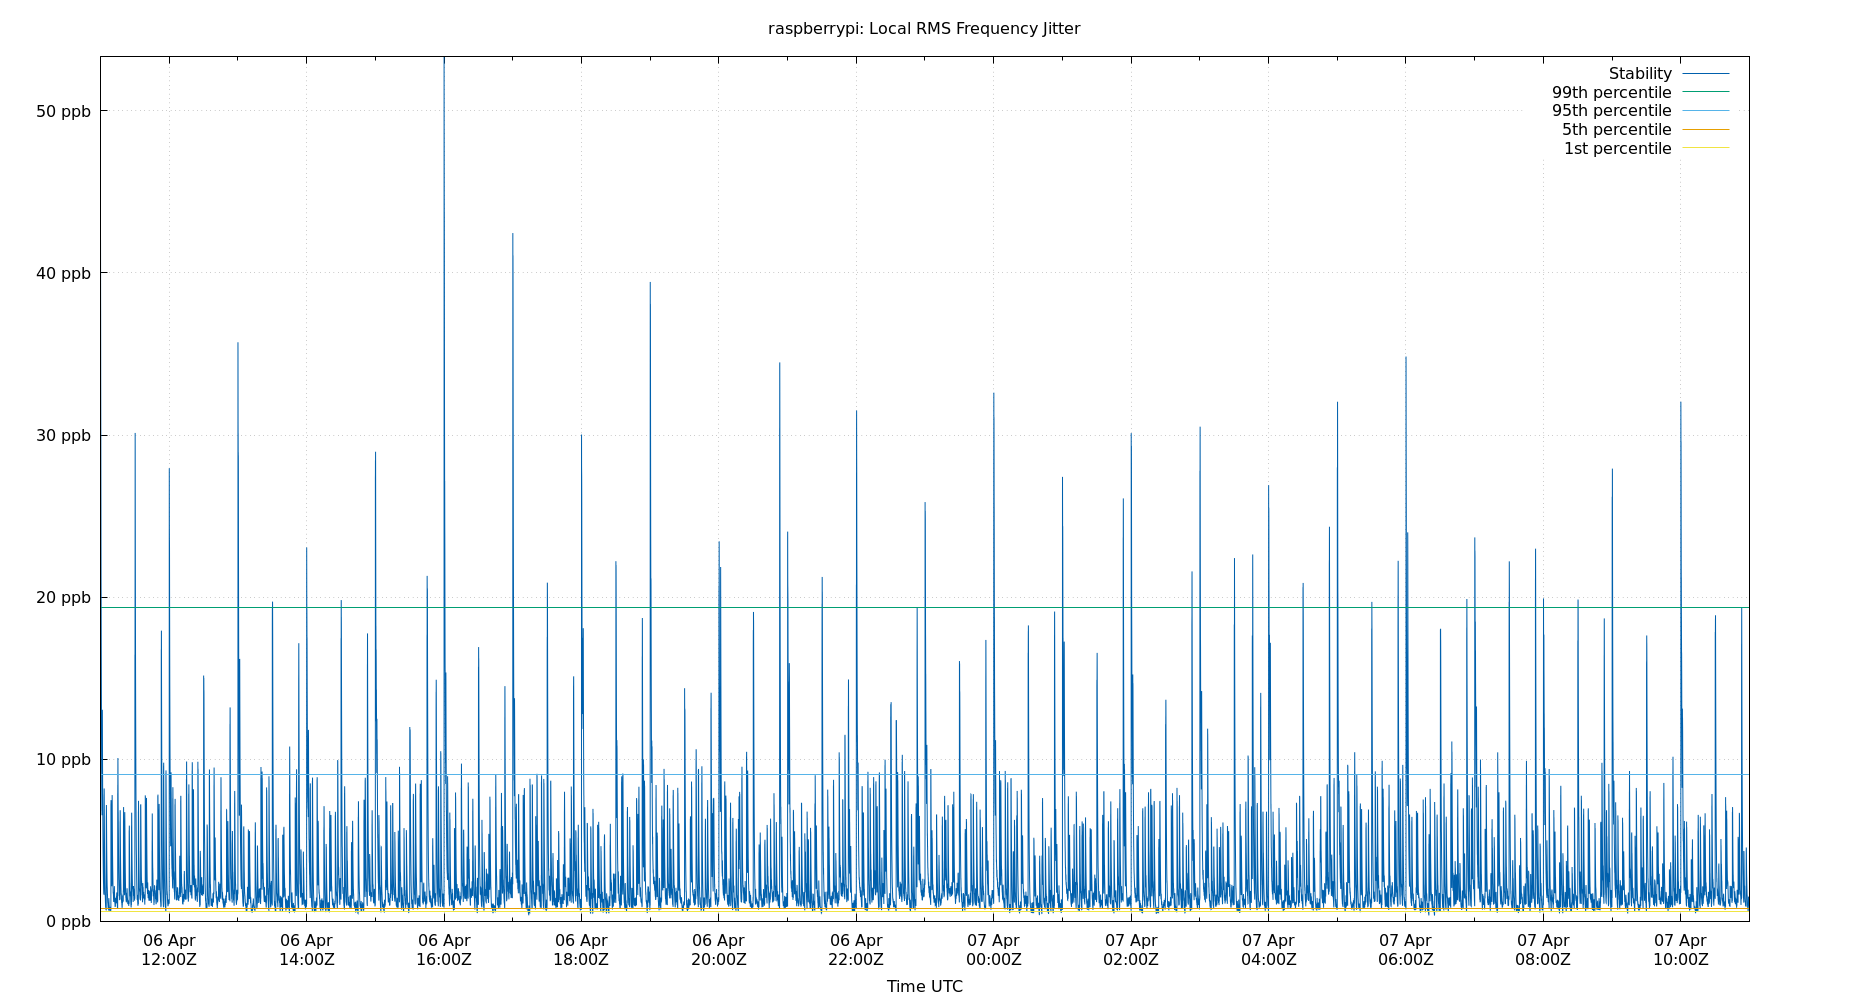 raspberrypi: Local RMS Frequency Jitter
Stability
99th percentile
95th percentile
5th percentile
1st percentile
50 ppb
40 ppb
30 ppb
20 ppb
10 ppb
0 ppb
06 Apr
12:00Z
06 Apr
14:00Z
06 Apr
16:00Z
06 Apr
18:00Z
06 Apr
20:00Z
06 Apr
22:00Z
07 Apr
00:00Z
07 Apr
02:00Z
07 Apr
04:00Z
07 Apr
06:00Z
07 Apr
08:00Z
07 Apr
10:00Z
Time UTC